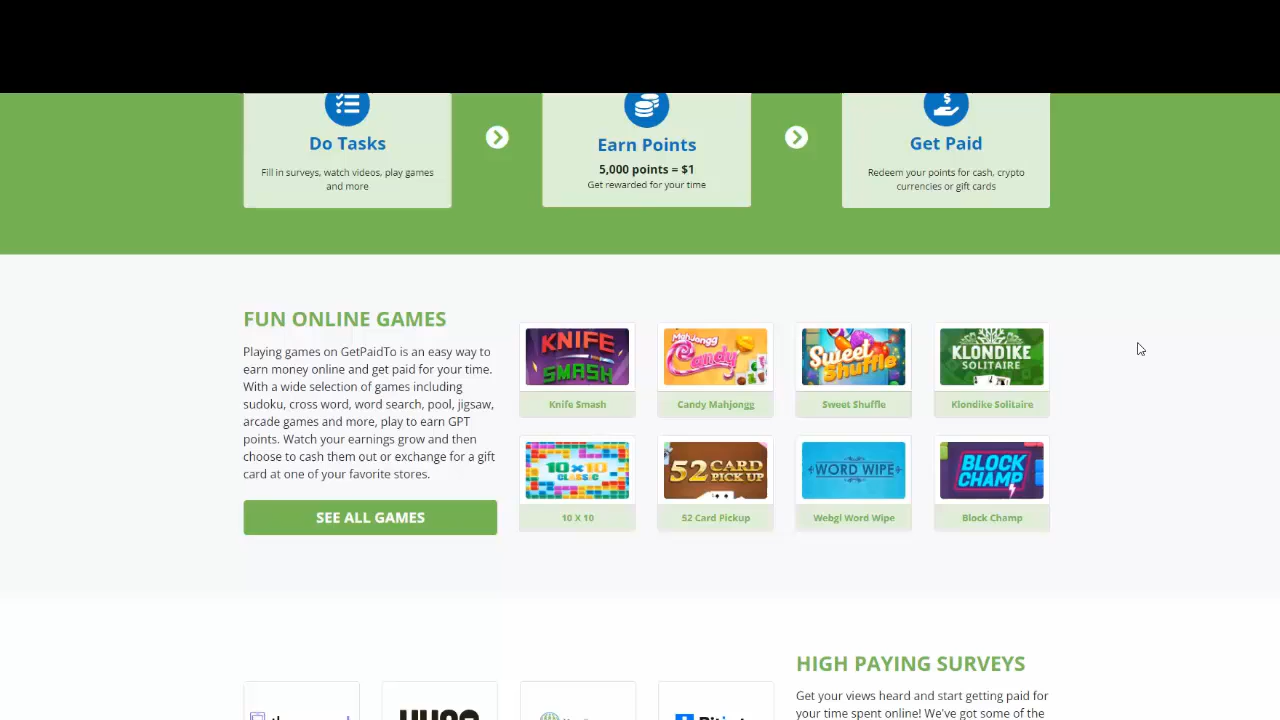 Do Tasks
Fill in surveys, watch videos, play games
and more
Earn Points
5,000 points = $1
Get rewarded for your time
Get Paid
Redeem your points for cash, crypto
currencies or gift cards
FUN ONLINE GAMES
Playing games on GetPaidTo is an easy way to
earn money online and get paid for your time.
With a wide selection of games including
sudoku, cross word, word search, pool, jigsaw,
arcade games and more, play to earn GPT
points. Watch your earnings grow and then
choose to cash them out or exchange for a gift
card at one of your favorite stores.
SEE ALL GAMES
KNIFE
SMASH
Knife Smash
Mahjongg
Candy
Candy Mahjongg
Sweet
Shuffle
Sweet Shuffle
KLONDIKE
SOLITAIRE
Klondike Solitaire
10×10
CLASSIC
10 X 10
52 CARD
PICK UP
52 Card Pickup
WORD WIPE
Webgl Word Wipe
BLOCK
CHAMP
Block Champ
HIGH PAYING SURVEYS
Get your views heard and start getting paid for
your time spent online! We've got some of the